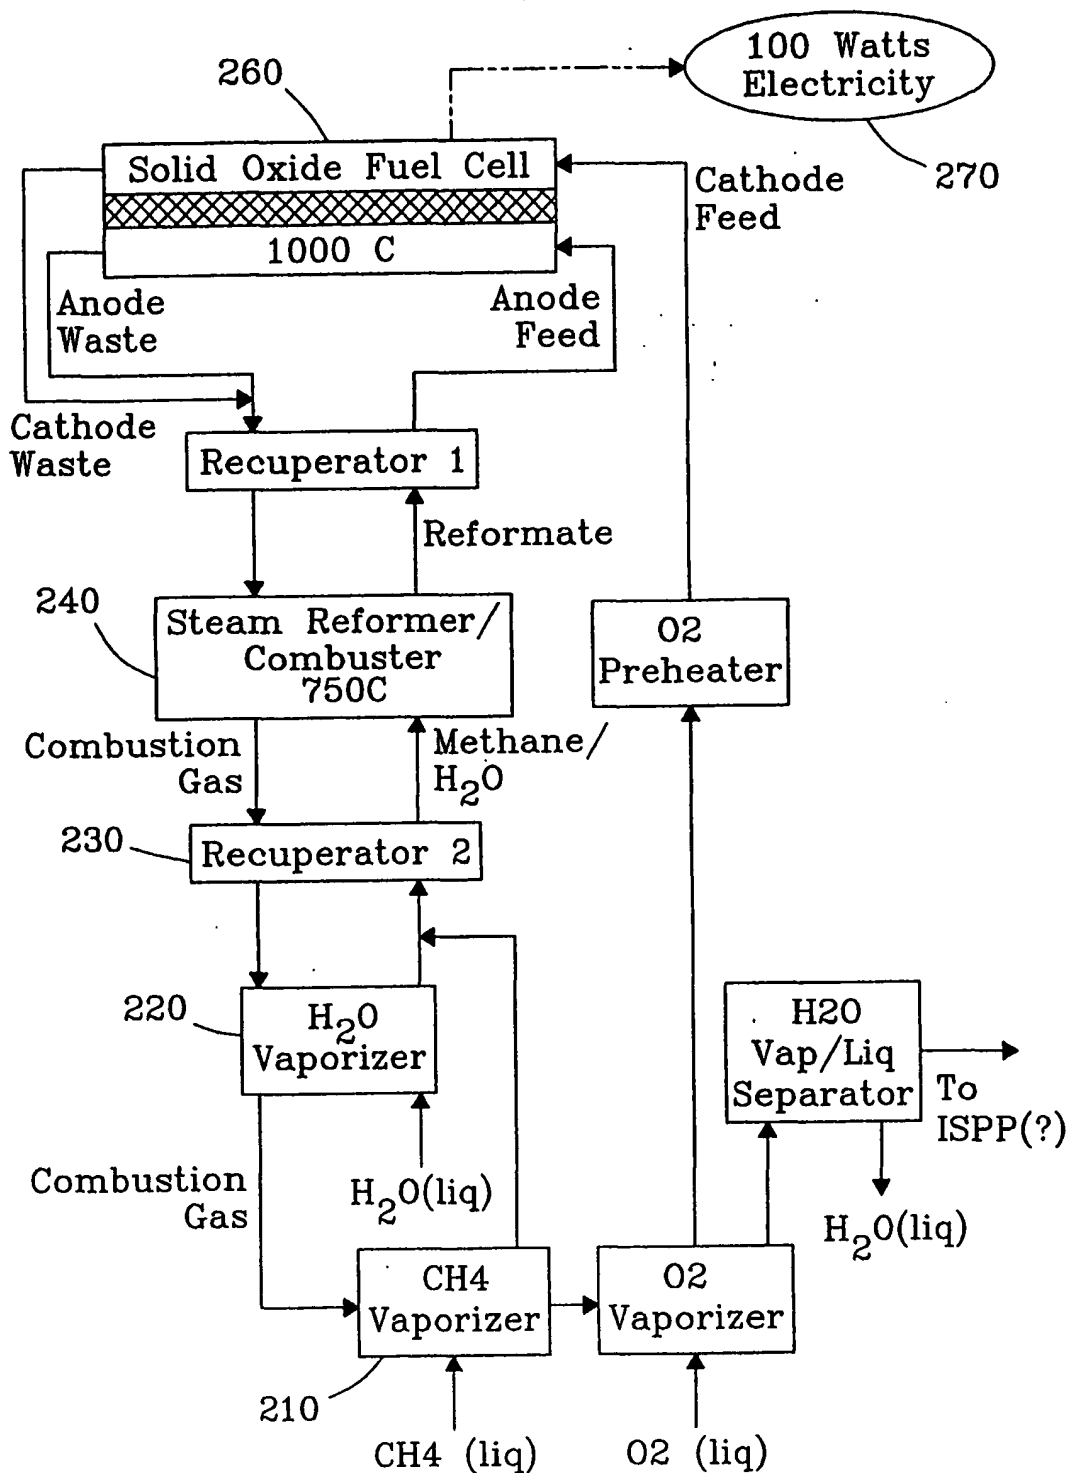 100 Watts
Electricity
260
270
Solid Oxide Fuel Cell
1000 C
Cathode
Feed
Anode
Waste
Anode
Feed
Cathode
Waste
Recuperator 1
Reformate
240
Steam Reformer/
Combuster
750C
O2
Preheater
Combustion
Gas
Methane/
H₂O
230
Recuperator 2
220
H₂O
Vaporizer
H2O
Vap/Liq
Separator
To
ISPP(?)
H₂O(liq)
Combustion
Gas
H₂O(liq)
CH4
Vaporizer
O2
Vaporizer
210
CH4 (liq)
O2 (liq)